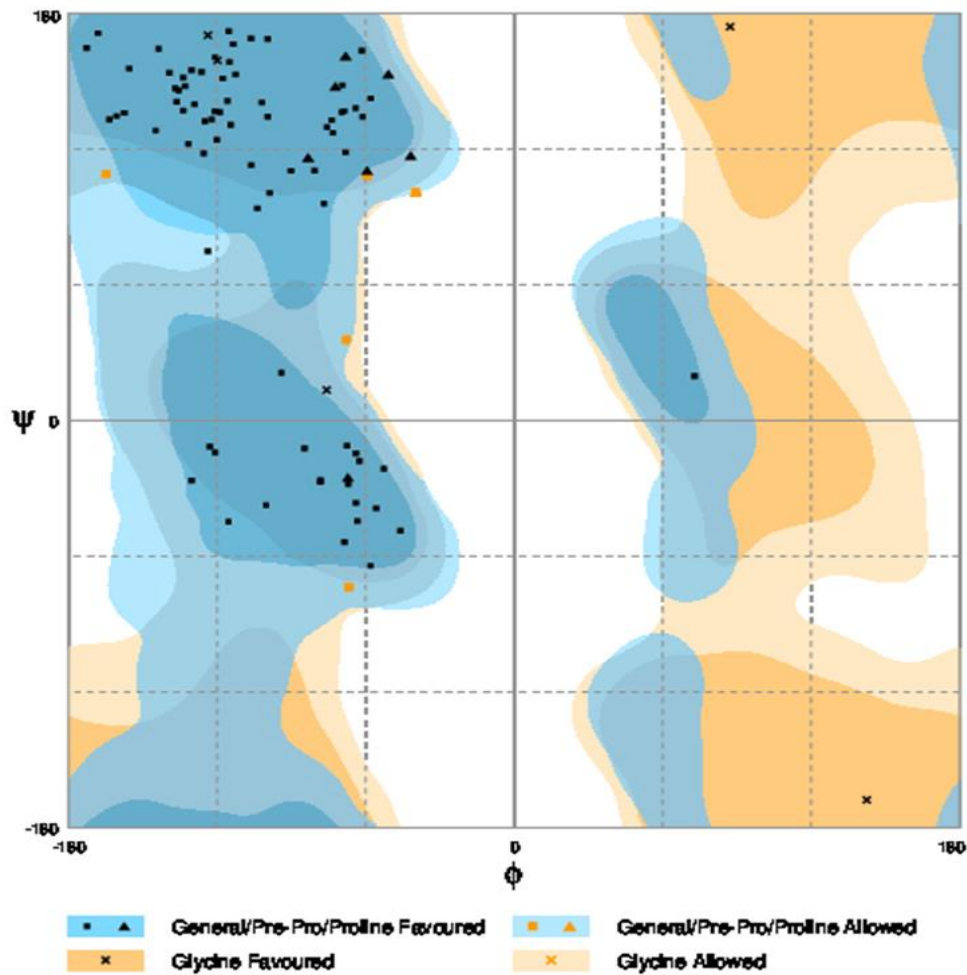 180
Ψ 0
-180
-180 0 180
ϕ
General/Pre-Pro/Proline Favoured General/Pre-Pro/Proline Allowed
Glycine Favoured Glycine Allowed